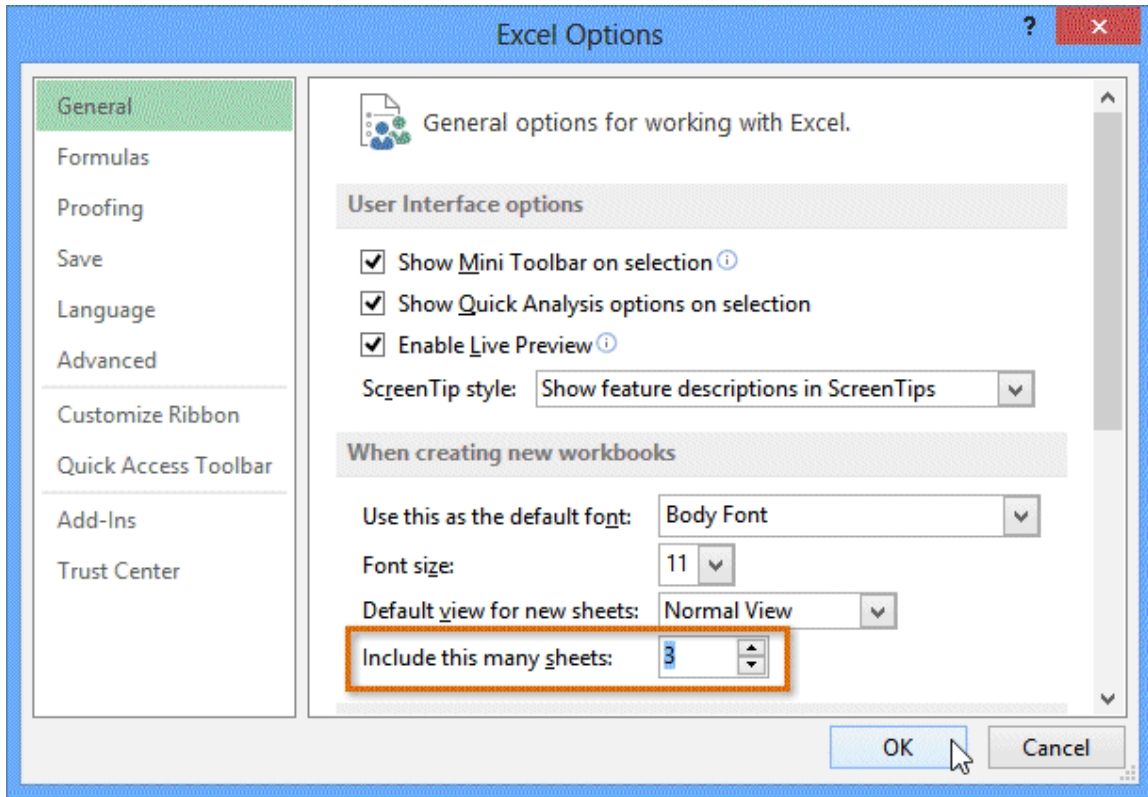 Excel Options
?
General
Formulas
Proofing
Save
Language
Advanced
Customize Ribbon
Quick Access Toolbar
Add-Ins
Trust Center
General options for working with Excel.
User Interface options
Show Mini Toolbar on selection
Show Quick Analysis options on selection
Enable Live Preview
ScreenTip style: Show feature descriptions in ScreenTips
When creating new workbooks
Use this as the default font: Body Font
Font size: 11
Default view for new sheets: Normal View
Include this many sheets: 3
OK Cancel